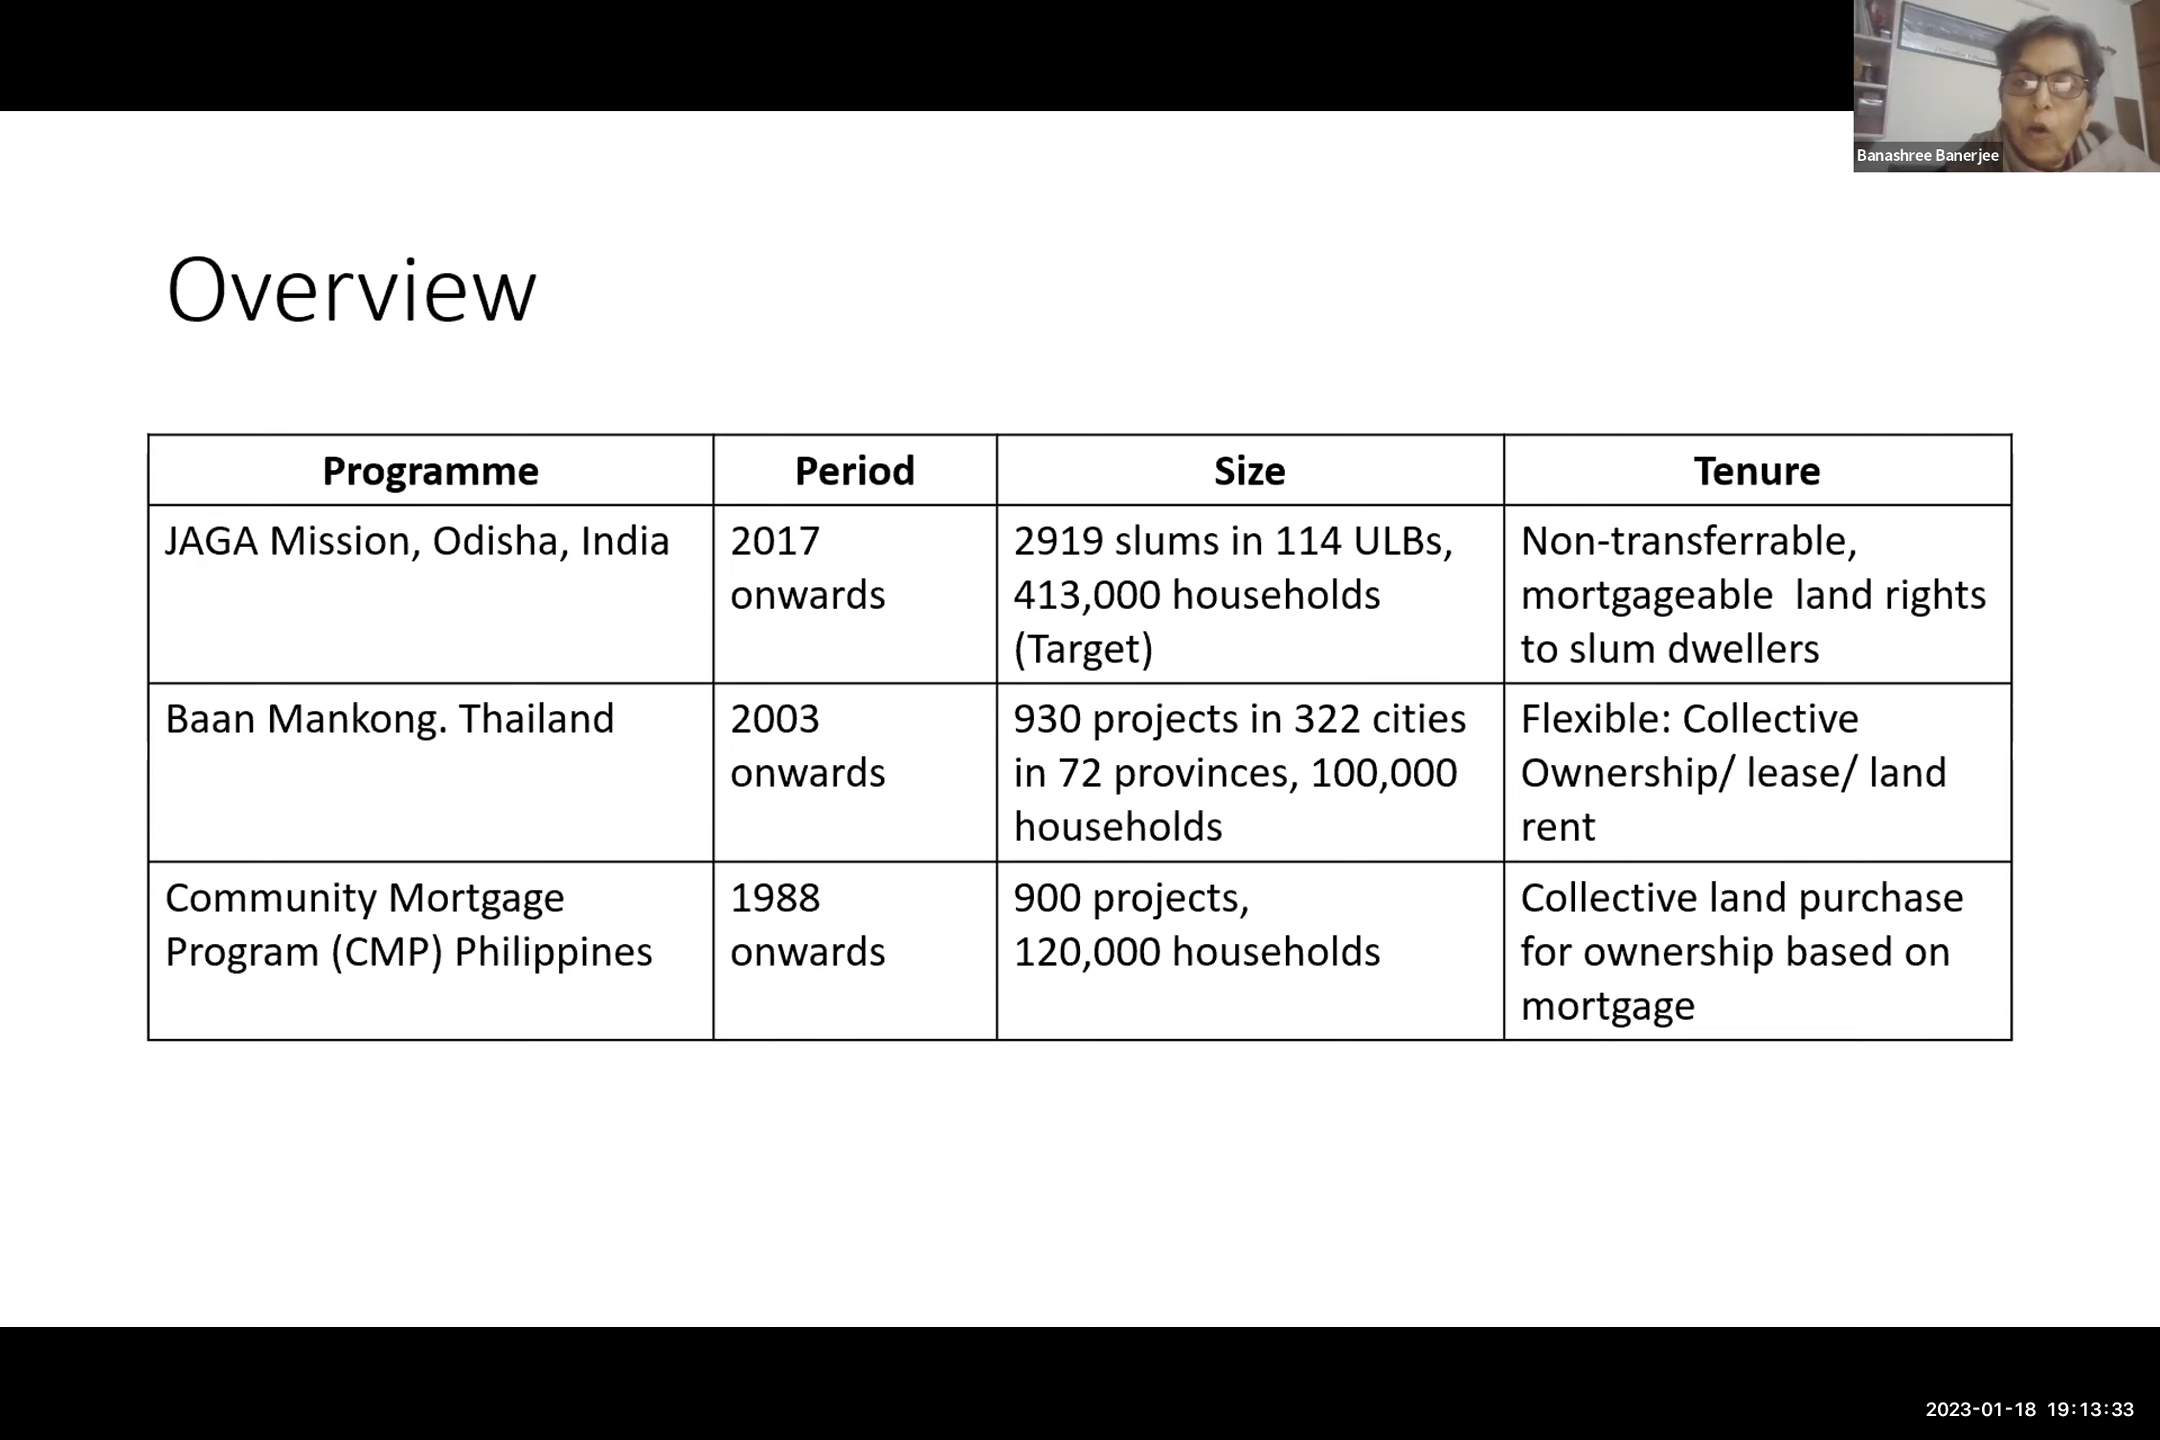 Banashree Banerjee
Overview
Programme
Period
Size
Tenure
JAGA Mission, Odisha, India
2017
onwards
2919 slums in 114 ULBs,
413,000 households
(Target)
Non-transferrable,
mortgageable  land rights
to slum dwellers
Baan Mankong. Thailand
2003
onwards
930 projects in 322 cities
in 72 provinces, 100,000
households
Flexible: Collective
Ownership/ lease/ land
rent
Community Mortgage
Program (CMP) Philippines
1988
onwards
900 projects,
120,000 households
Collective land purchase
for ownership based on
mortgage
2023-01-18 19:13:33